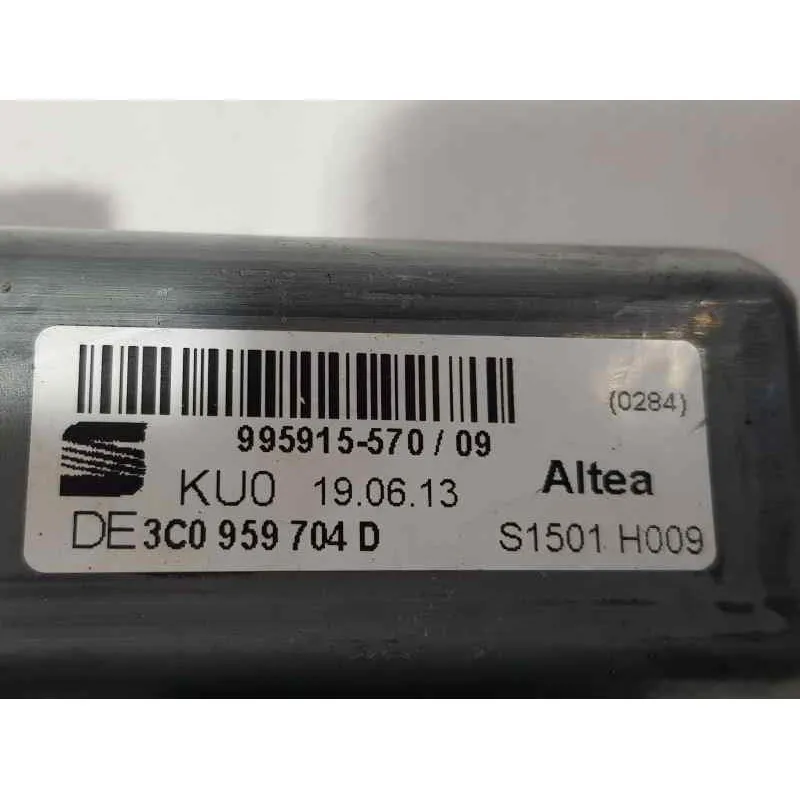 (0284)
995915-570 / 09
KU0 19.06.13 Altea
DE 3C0 959 704 D S1501 H009